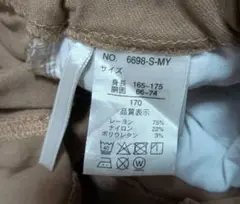 NO. 6698-S-MY
サイズ
身長 165-175
胴囲 66-74
170
品質表示
レーヨン 75%
ナイロン 22%
ポリウレタン 3%